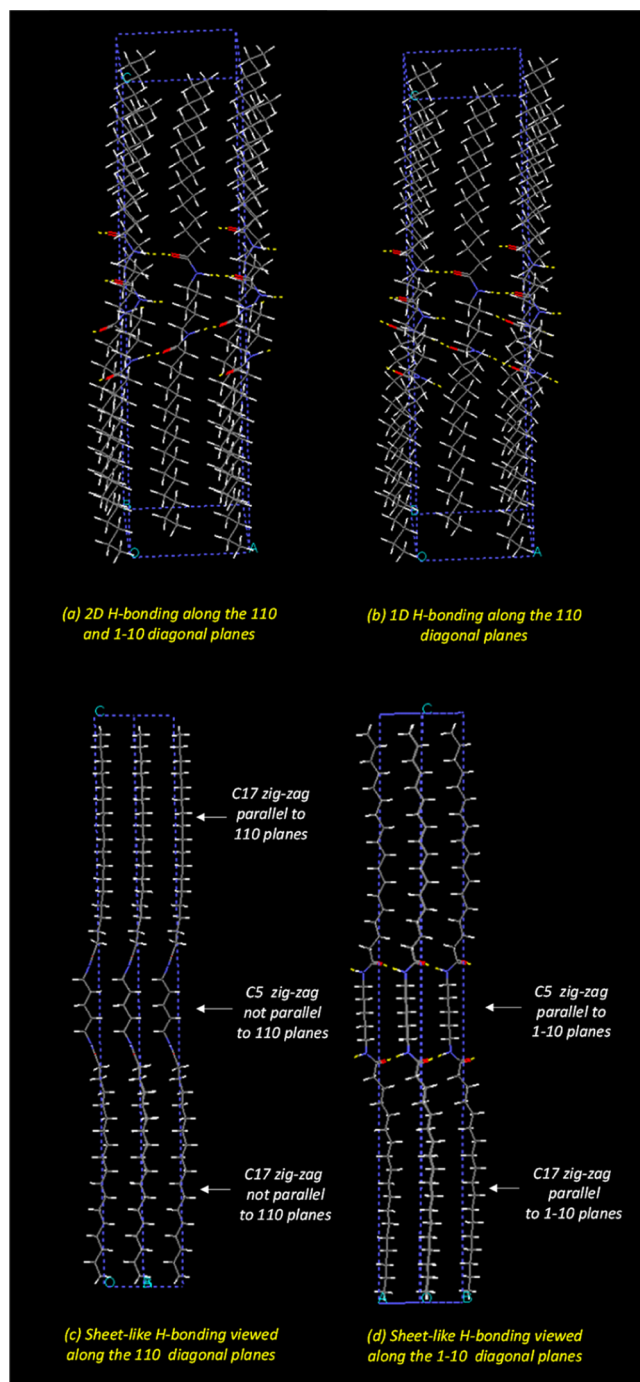 C
C
B
O
A
B
O
A
(a) 2D H-bonding along the 110
and 1-10 diagonal planes
(b) 1D H-bonding along the 110
diagonal planes
C
C
C17 zig-zag
parallel to
110 planes
C5 zig-zag
not parallel
to 110 planes
C5 zig-zag
parallel to
1-10 planes
C17 zig-zag
not parallel
to 110 planes
C17 zig-zag
parallel
to 1-10 planes
O
A
O
B
(c) Sheet-like H-bonding viewed
along the 110 diagonal planes
(d) Sheet-like H-bonding viewed
along the 1-10 diagonal planes